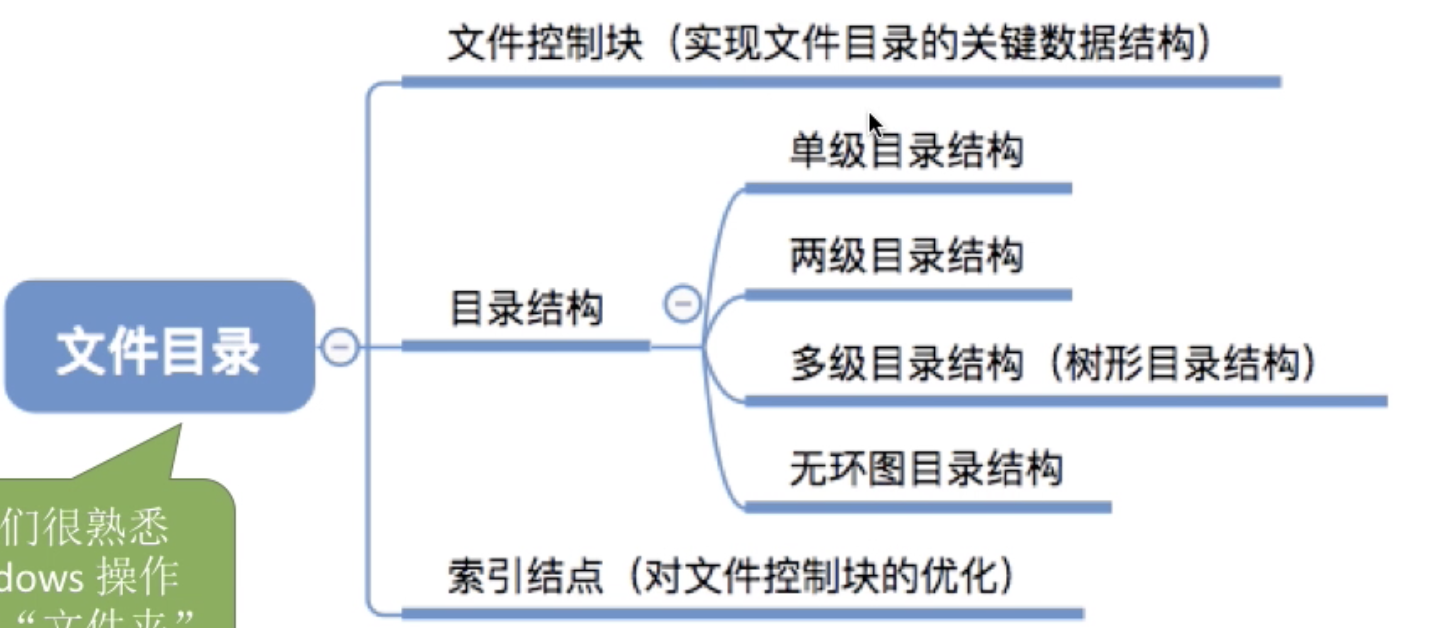 文件控制块（实现文件目录的关键数据结构）
单级目录结构
两级目录结构
目录结构
多级目录结构（树形目录结构）
文件目录
无环图目录结构
索引结点（对文件控制块的优化）
们很熟悉
dows 操作
“文件夹”